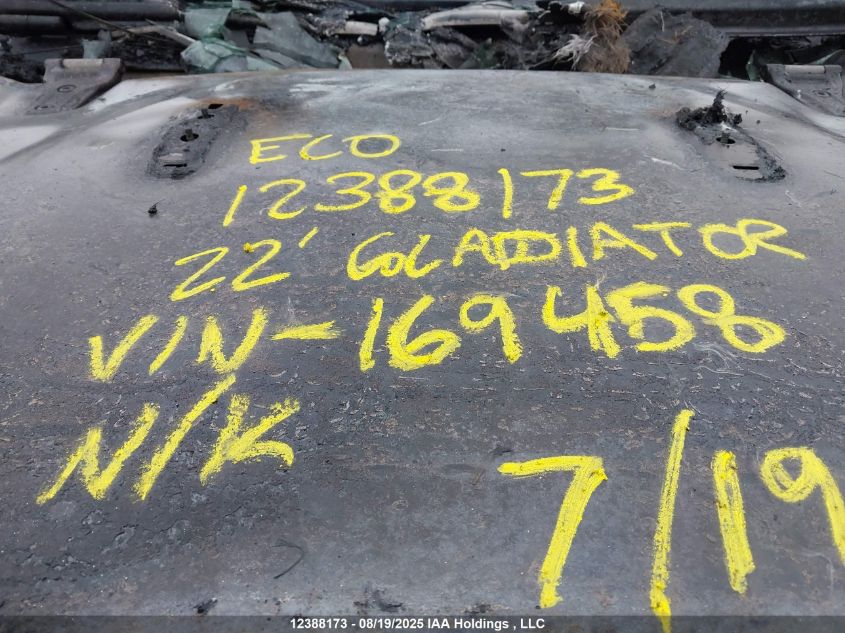 ECO
12388173
22' GOLADIATOR
VIN-169458
N/K
7/19
12388173 - 08/19/2025 IAA Holdings , LLC